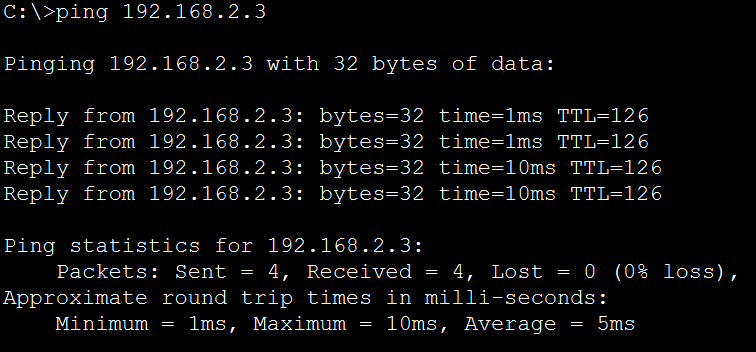 C:\>ping 192.168.2.3
Pinging 192.168.2.3 with 32 bytes of data:
Reply from 192.168.2.3: bytes=32 time=1ms TTL=126
Reply from 192.168.2.3: bytes=32 time=1ms TTL=126
Reply from 192.168.2.3: bytes=32 time=10ms TTL=126
Reply from 192.168.2.3: bytes=32 time=10ms TTL=126
Ping statistics for 192.168.2.3:
    Packets: Sent = 4, Received = 4, Lost = 0 (0% loss),
Approximate round trip times in milli-seconds:
    Minimum = 1ms, Maximum = 10ms, Average = 5ms